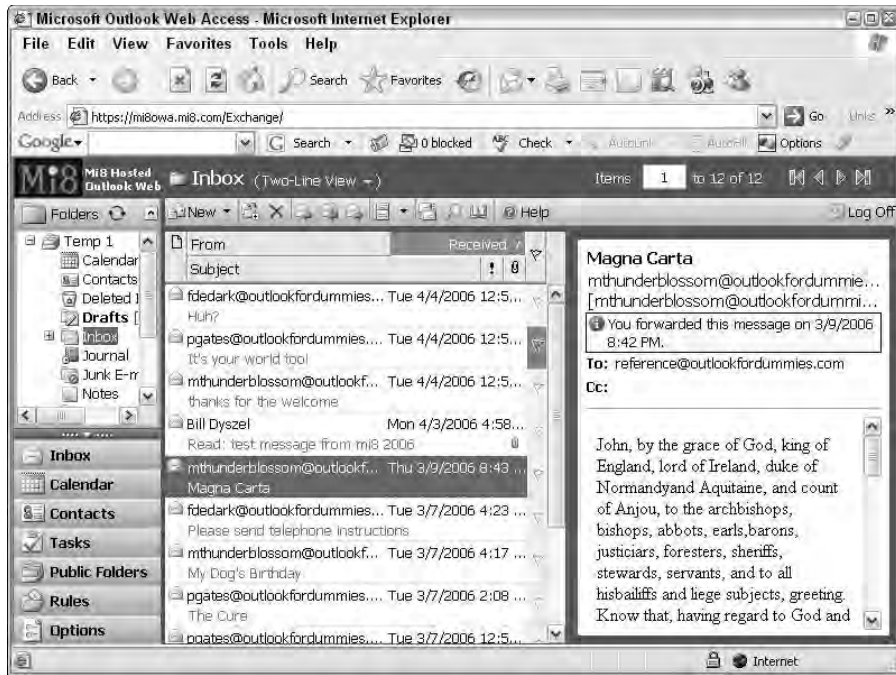 Microsoft Outlook Web Access - Microsoft Internet Explorer
File Edit View Favorites Tools Help
Back Search Favorites
Address https://mi8owa.mi8.com/Exchange/ Go Links »
Google Search 0 blocked Check AutoLink AutoFill Options
Mi8 Mi8 Hosted Outlook Web Inbox (Two-Line View) Items 1 to 12 of 12
Folders New Help Log Off
Temp 1
Calendar
Contacts
Deleted I
Drafts [
Inbox
Journal
Junk E-m
Notes
Inbox
Calendar
Contacts
Tasks
Public Folders
Rules
Options
From Received
Subject !
fdedark@outlookfordummies... Tue 4/4/2006 12:5...
Huh?
pgates@outlookfordummies.... Tue 4/4/2006 12:5...
It's your world too!
mthunderblossom@outlookf... Tue 4/4/2006 12:5...
thanks for the welcome
Bill Dyszel Mon 4/3/2006 4:58...
Read: test message from mi8 2006
mthunderblossom@outlookf... Thu 3/9/2006 8:43 ...
Magna Carta
fdedark@outlookfordummies... Tue 3/7/2006 4:23 ...
Please send telephone instructions
mthunderblossom@outlookf... Tue 3/7/2006 4:17 ...
My Dog's Birthday
pgates@outlookfordummies.... Tue 3/7/2006 2:08 ...
The Cure
pgates@outlookfordummies.... Tue 3/7/2006 12:5...
Magna Carta
mthunderblossom@outlookfordummie...
[mthunderblossom@outlookfordummi...
You forwarded this message on 3/9/2006
8:42 PM.
To: reference@outlookfordummies.com
Cc:
John, by the grace of God, king of
England, lord of Ireland, duke of
Normandyand Aquitaine, and count
of Anjou, to the archbishops,
bishops, abbots, earls,barons,
justiciars, foresters, sheriffs,
stewards, servants, and to all
hisbailiffs and liege subjects, greeting.
Know that, having regard to God and
Internet